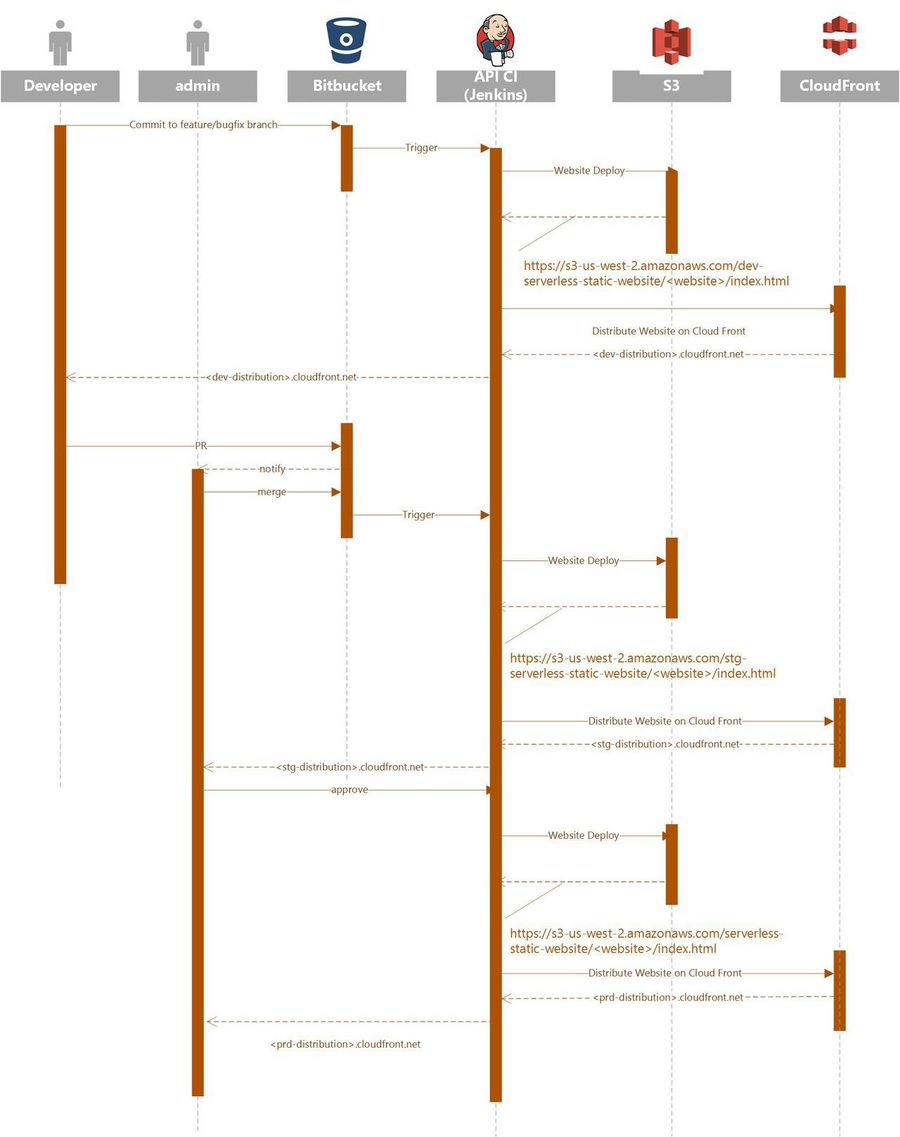 Developer
admin
Bitbucket
API CI
(Jenkins)
S3
CloudFront
Commit to feature/bugfix branch
Trigger
Website Deploy
https://s3-us-west-2.amazonaws.com/dev-
serverless-static-website/<website>/index.html
Distribute Website on Cloud Front
<dev-distribution>.cloudfront.net
<dev-distribution>.cloudfront.net
PR
notify
merge
Trigger
Website Deploy
https://s3-us-west-2.amazonaws.com/stg-
serverless-static-website/<website>/index.html
Distribute Website on Cloud Front
<stg-distribution>.cloudfront.net
<stg-distribution>.cloudfront.net
approve
Website Deploy
https://s3-us-west-2.amazonaws.com/serverless-
static-website/<website>/index.html
Distribute Website on Cloud Front
<prd-distribution>.cloudfront.net
<prd-distribution>.cloudfront.net